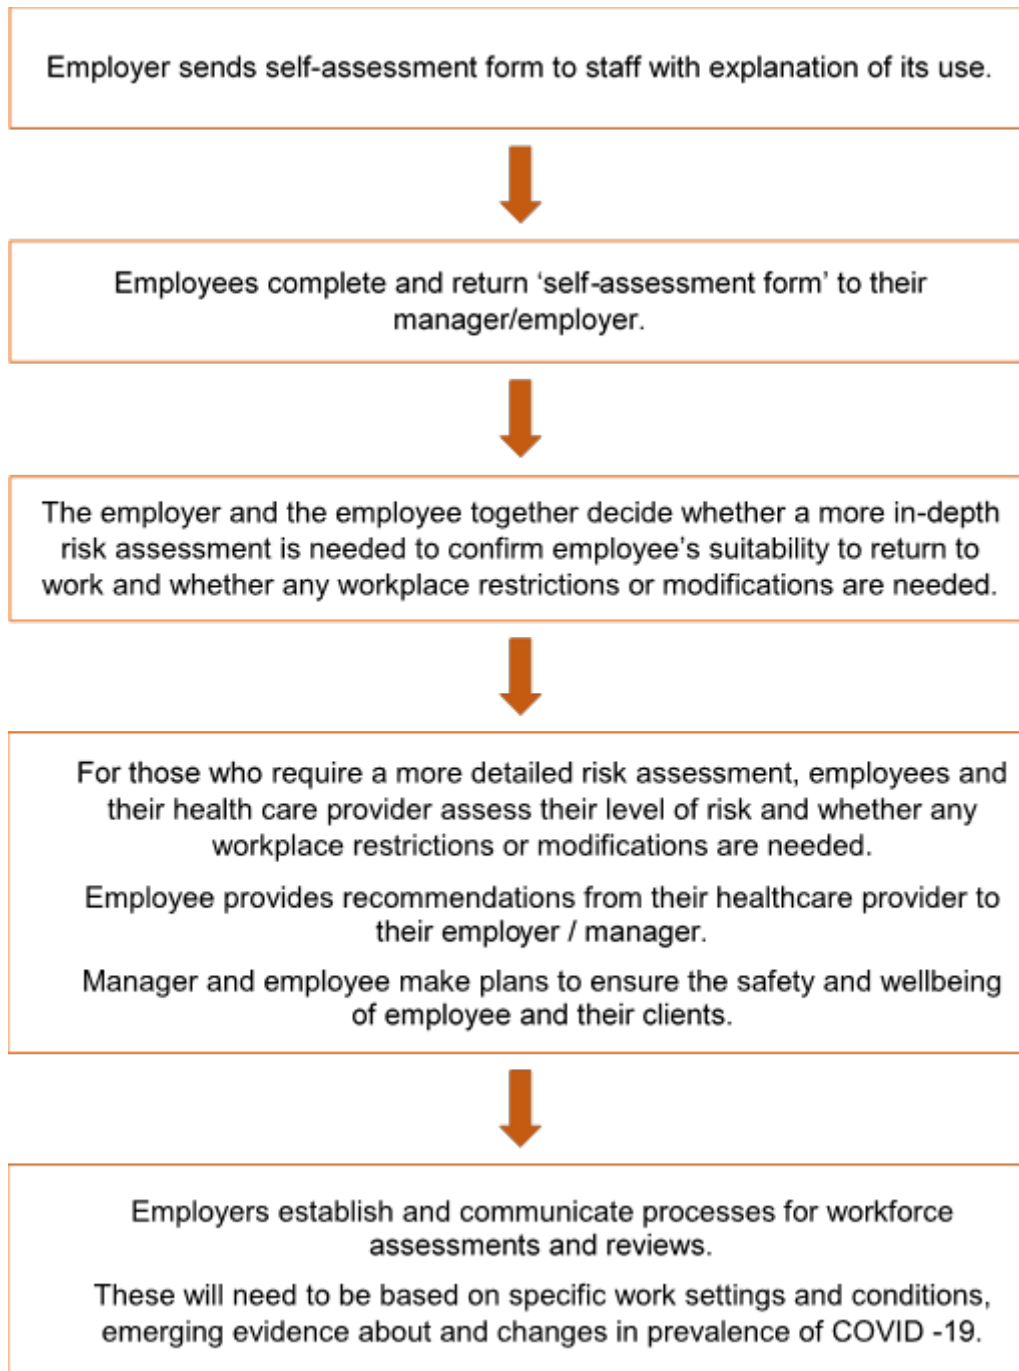 Employer sends self-assessment form to staff with explanation of its use.
Employees complete and return ‘self-assessment form’ to their
manager/employer.
The employer and the employee together decide whether a more in-depth
risk assessment is needed to confirm employee’s suitability to return to
work and whether any workplace restrictions or modifications are needed.
For those who require a more detailed risk assessment, employees and
their health care provider assess their level of risk and whether any
workplace restrictions or modifications are needed.
Employee provides recommendations from their healthcare provider to
their employer / manager.
Manager and employee make plans to ensure the safety and wellbeing
of employee and their clients.
Employers establish and communicate processes for workforce
assessments and reviews.
These will need to be based on specific work settings and conditions,
emerging evidence about and changes in prevalence of COVID -19.